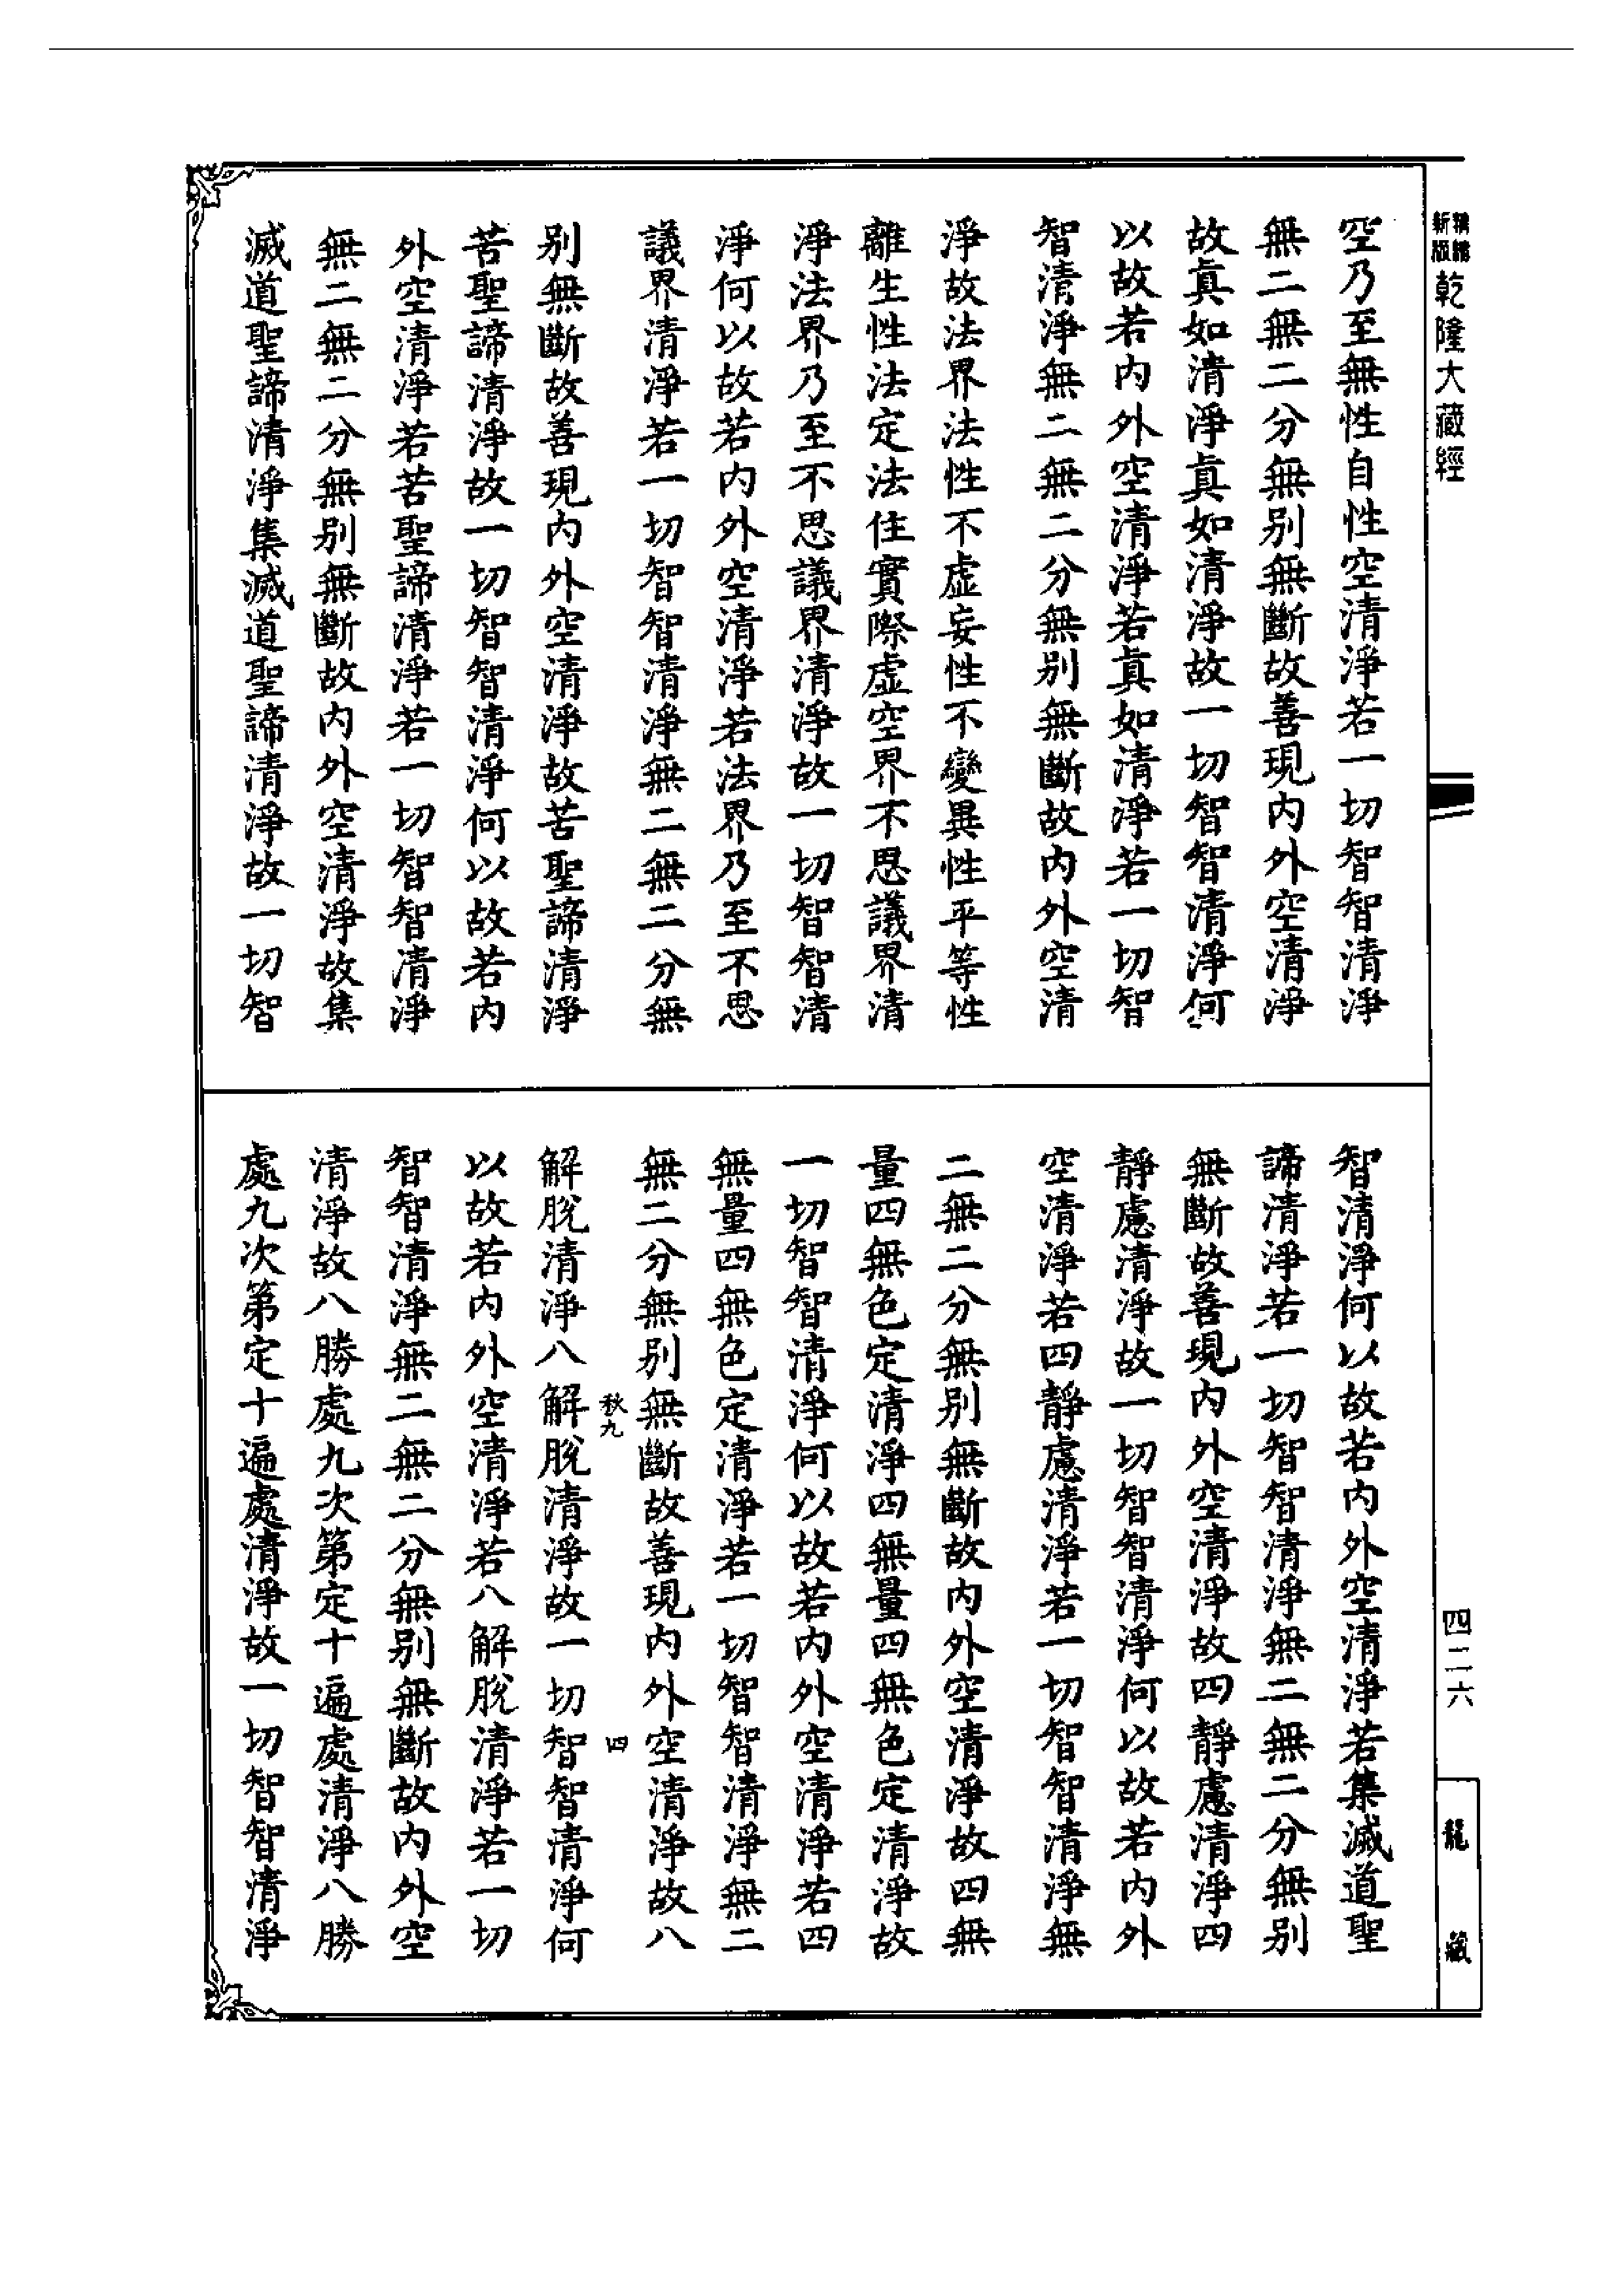 新版
精縮
乾隆大藏經
空乃至無性自性空清淨若一切智智清淨
無二無二分無別無斷故善現內外空清淨
故真如清淨真如清淨故一切智智清淨何
以故若內外空清淨若真如清淨若一切智
智清淨無二無二分無別無斷故內外空清
淨故法界法性不虛妄性不變異性平等性
離生性法定法住實際虛空界不思議界清
淨法界乃至不思議界清淨故一切智智清
淨何以故若內外空清淨若法界乃至不思
議界清淨若一切智智清淨無二無二分無
別無斷故善現內外空清淨故苦聖諦清淨
苦聖諦清淨故一切智智清淨何以故若內
外空清淨若苦聖諦清淨若一切智智清淨
無二無二分無別無斷故內外空清淨故集
滅道聖諦清淨集滅道聖諦清淨故一切智
智清淨何以故若內外空清淨若集滅道聖
諦清淨若一切智智清淨無二無二分無別
無斷故善現內外空清淨故四靜慮清淨四
靜慮清淨故一切智智清淨何以故若內外
空清淨若四靜慮清淨若一切智智清淨無
二無二分無別無斷故內外空清淨故四無
量四無色定清淨四無量四無色定清淨故
一切智智清淨何以故若內外空清淨若四
無量四無色定清淨若一切智智清淨無二
無二分無別無斷故善現內外空清淨故八
秋九
四
解脫清淨八解脫清淨故一切智智清淨何
以故若內外空清淨若八解脫清淨若一切
智智清淨無二無二分無別無斷故內外空
清淨故八勝處九次第定十遍處清淨八勝
處九次第定十遍處清淨故一切智智清淨
四二六
龍藏